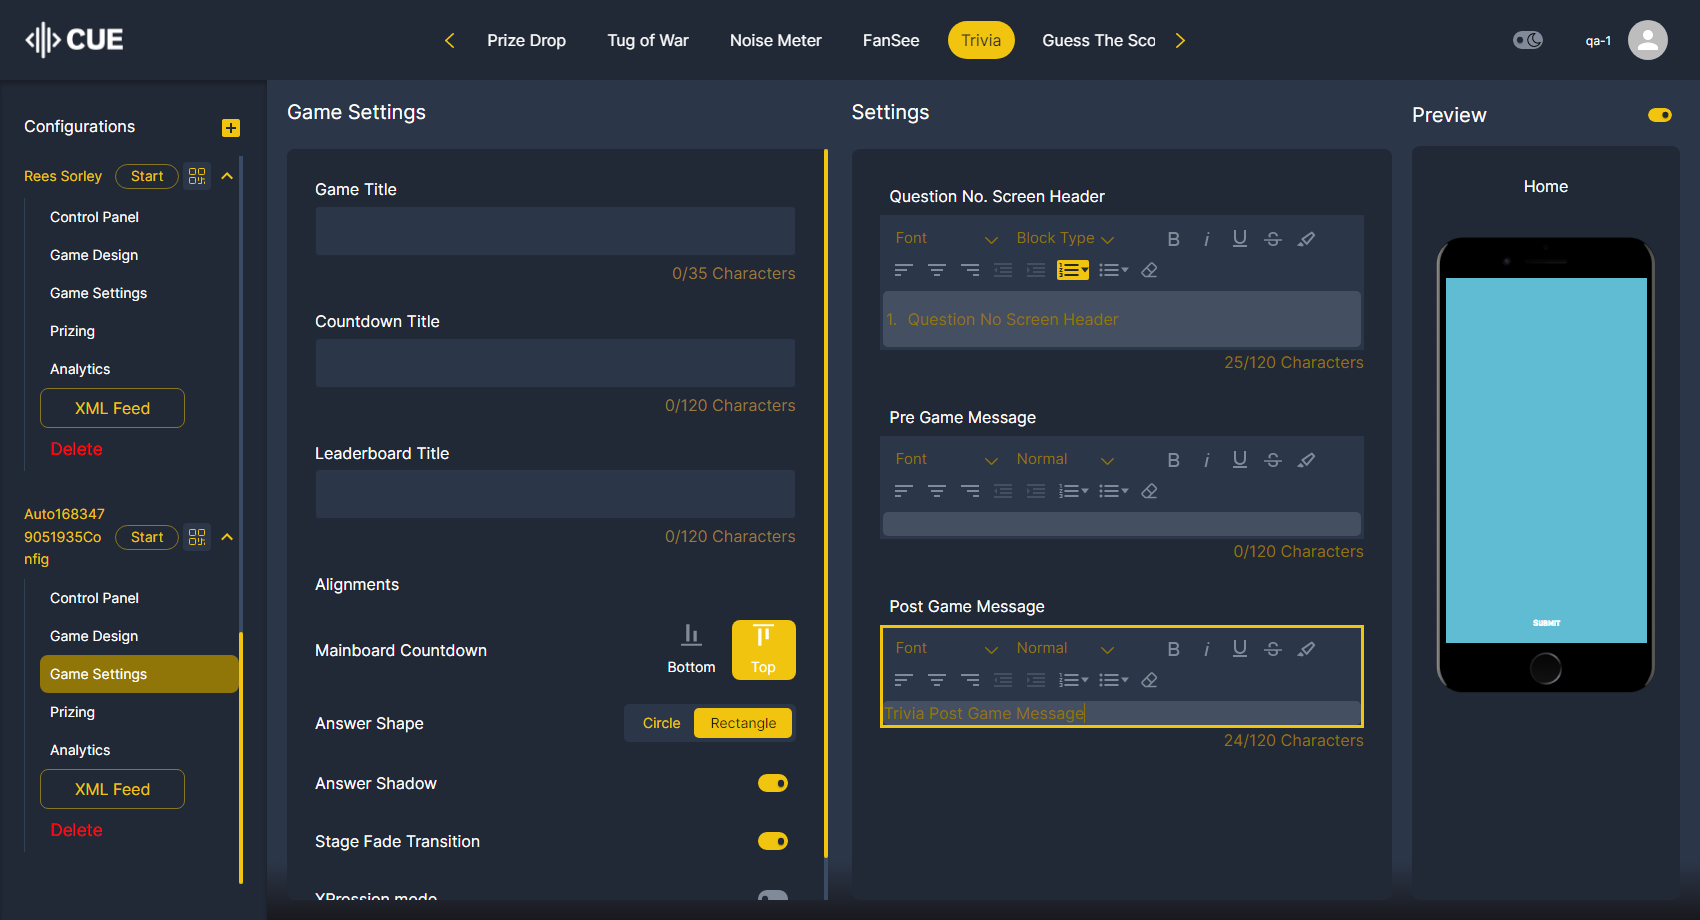 CUE
Prize Drop
Tug of War
Noise Meter
FanSee
Trivia
Guess The Sco
qa-1
Configurations
Rees Sorley
Start
Control Panel
Game Design
Game Settings
Prizing
Analytics
XML Feed
Delete
Auto168347
9051935Co
nfig
Start
Control Panel
Game Design
Game Settings
Prizing
Analytics
XML Feed
Delete
Game Settings
Game Title
0/35 Characters
Countdown Title
0/120 Characters
Leaderboard Title
0/120 Characters
Alignments
Mainboard Countdown
Bottom
Top
Answer Shape
Circle
Rectangle
Answer Shadow
Stage Fade Transition
XPression mode
Settings
Question No. Screen Header
Font
Block Type
B i U S
1. Question No Screen Header
25/120 Characters
Pre Game Message
Font
Normal
B i U S
0/120 Characters
Post Game Message
Font
Normal
B i U S
Trivia Post Game Message
24/120 Characters
Preview
Home
SUBMIT